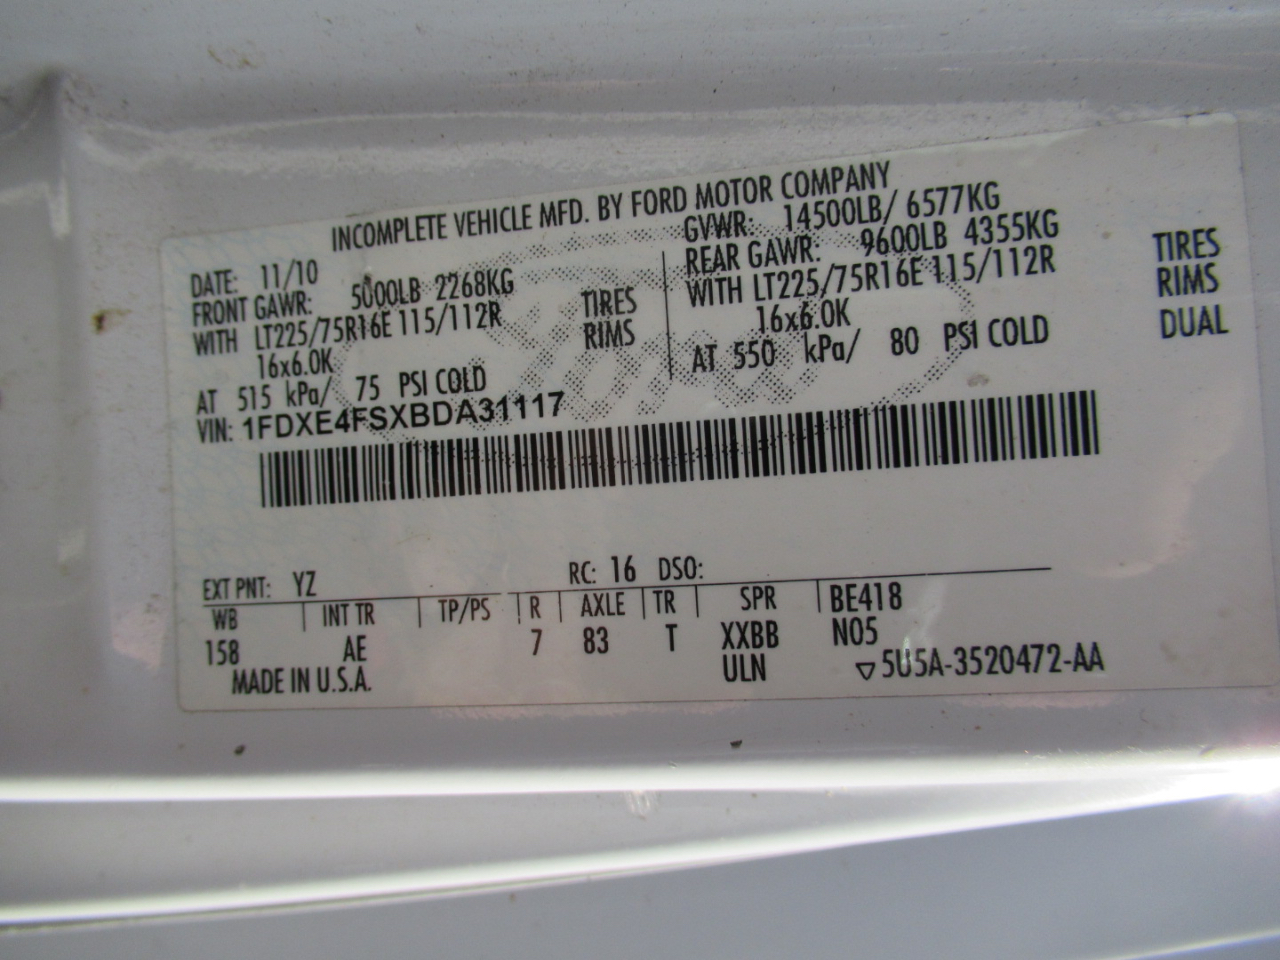 INCOMPLETE VEHICLE MFD. BY FORD MOTOR COMPANY
DATE: 11/10
GVWR: 14500LB/ 6577KG
FRONT GAWR: 5000LB 2268KG
REAR GAWR: 9600LB 4355KG
WITH LT225/75R16E 115/112R TIRES
WITH LT225/75R16E 115/112R TIRES
16x6.0K RIMS
16x6.0K RIMS
AT 515 kPa/ 75 PSI COLD
AT 550 kPa/ 80 PSI COLD DUAL
VIN: 1FDXE4FSXBDA31117
EXT PNT: YZ RC: 16 DSO:
WB INT TR TP/PS R AXLE TR SPR BE418
158 AE 7 83 T XXBB N05
MADE IN U.S.A. ULN ▽5U5A-3520472-AA